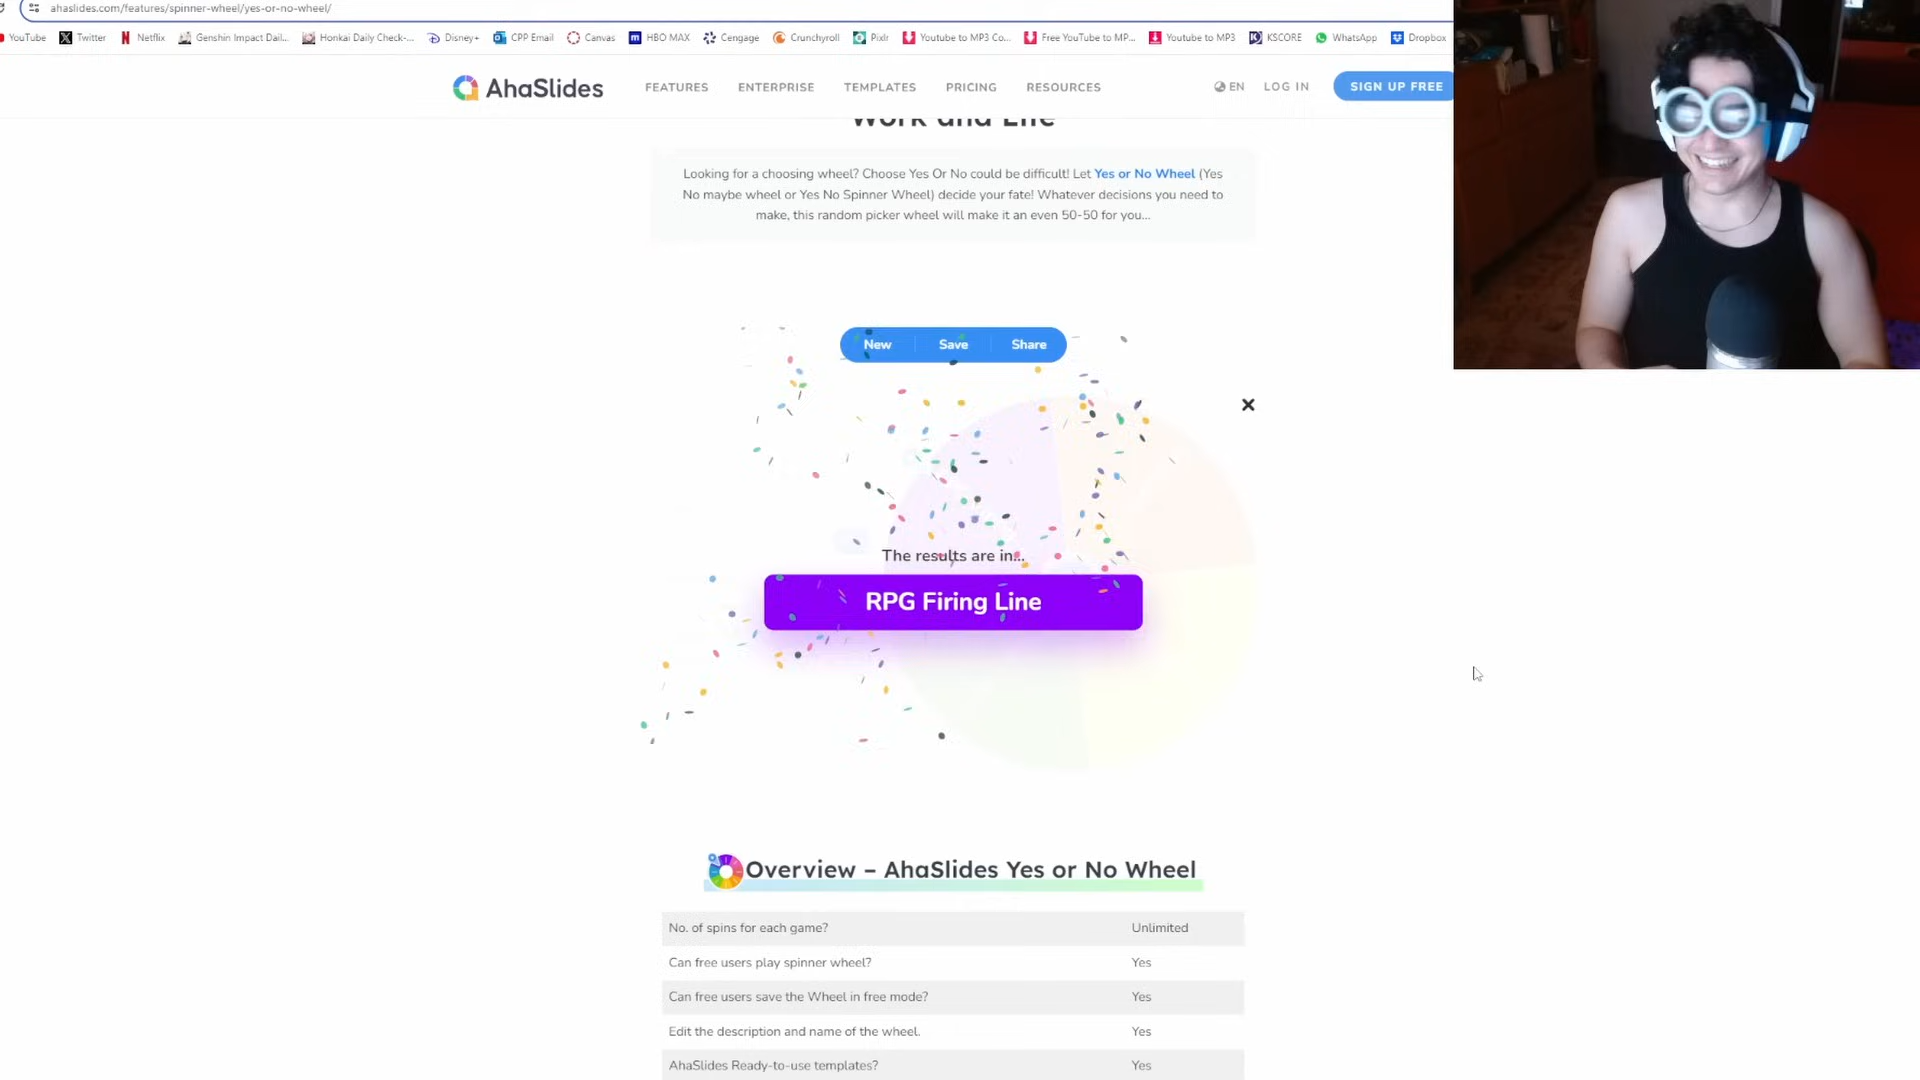 ahaslides.com/features/spinner-wheel/yes-or-no-wheel/
YouTube Twitter Netflix Genshin Impact Dail... Honkai Daily Check-... Disney+ CPP Email Canvas HBO MAX Cengage Crunchyroll Pixlr Youtube to MP3 Co... Free YouTube to MP... Youtube to MP3 KSCORE WhatsApp Dropbox
AhaSlides FEATURES ENTERPRISE TEMPLATES PRICING RESOURCES EN LOG IN SIGN UP FREE
Work and Life
Looking for a choosing wheel? Choose Yes Or No could be difficult! Let Yes or No Wheel (Yes
No maybe wheel or Yes No Spinner Wheel) decide your fate! Whatever decisions you need to
make, this random picker wheel will make it an even 50-50 for you...
New Save Share
The results are in...
RPG Firing Line
Overview – AhaSlides Yes or No Wheel
No. of spins for each game? Unlimited
Can free users play spinner wheel? Yes
Can free users save the Wheel in free mode? Yes
Edit the description and name of the wheel. Yes
AhaSlides Ready-to-use templates? Yes